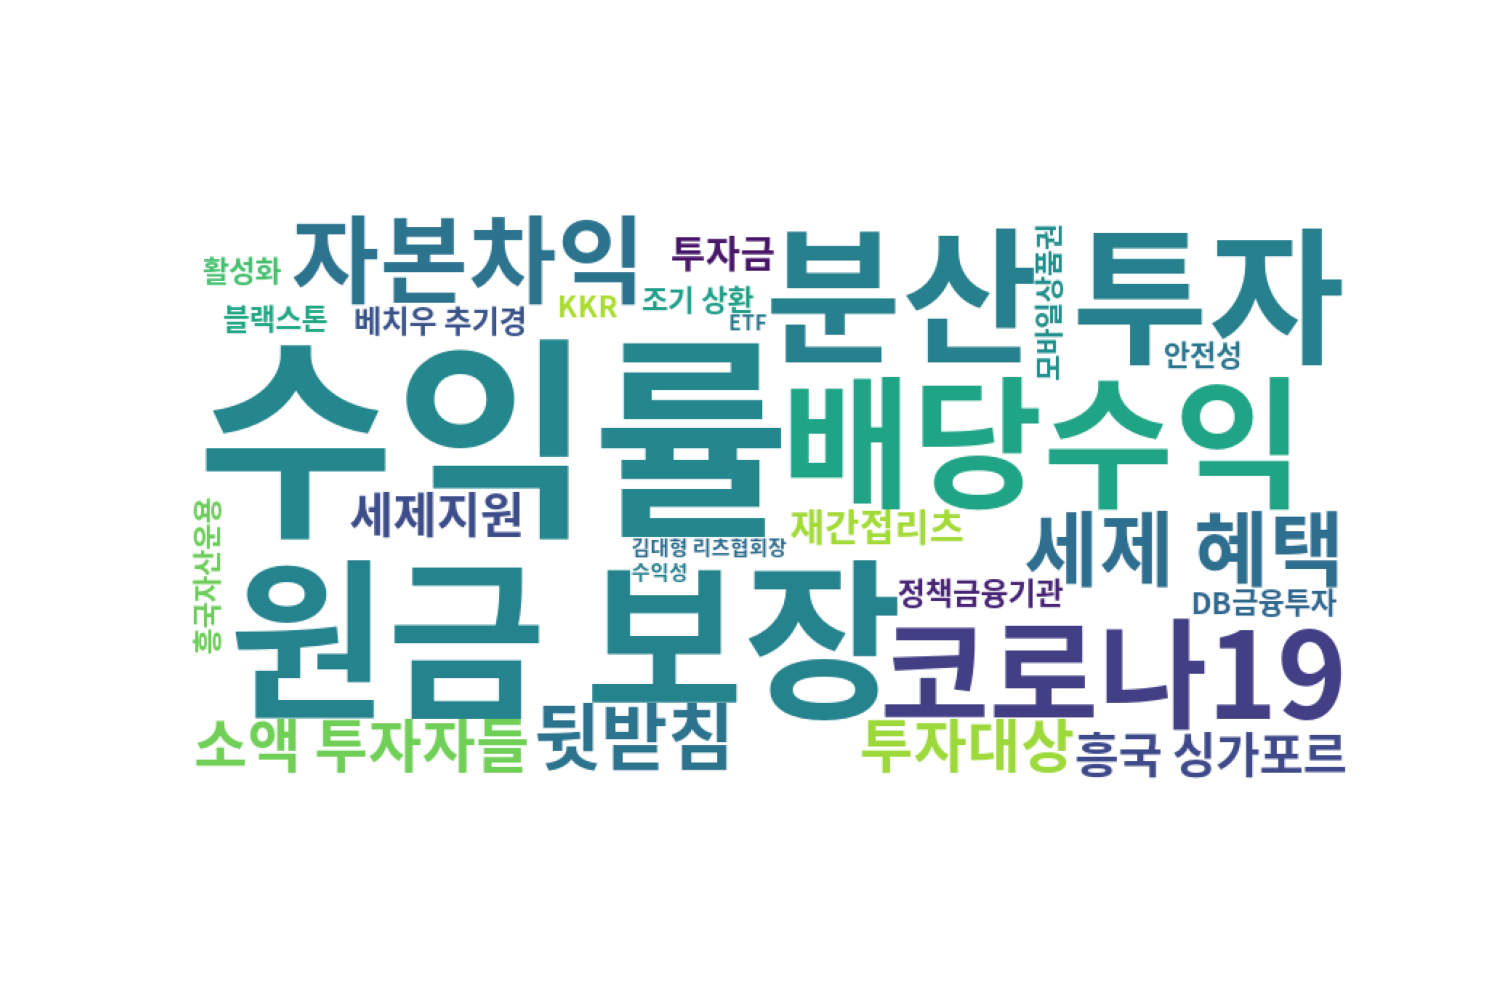 자본차익
투자금
분산 투자
모바일상품권
활성화
블랙스톤
베치우 추기경
KKR
조기 상환
ETF
안전성
수익률
배당수익
세제지원
재간접리츠
세제 혜택
흥국자산운용
김대형 리츠협회장
수익성
원금 보장
정책금융기관
DB금융투자
코로나19
소액 투자자들
뒷받침
투자대상
흥국 싱가포르